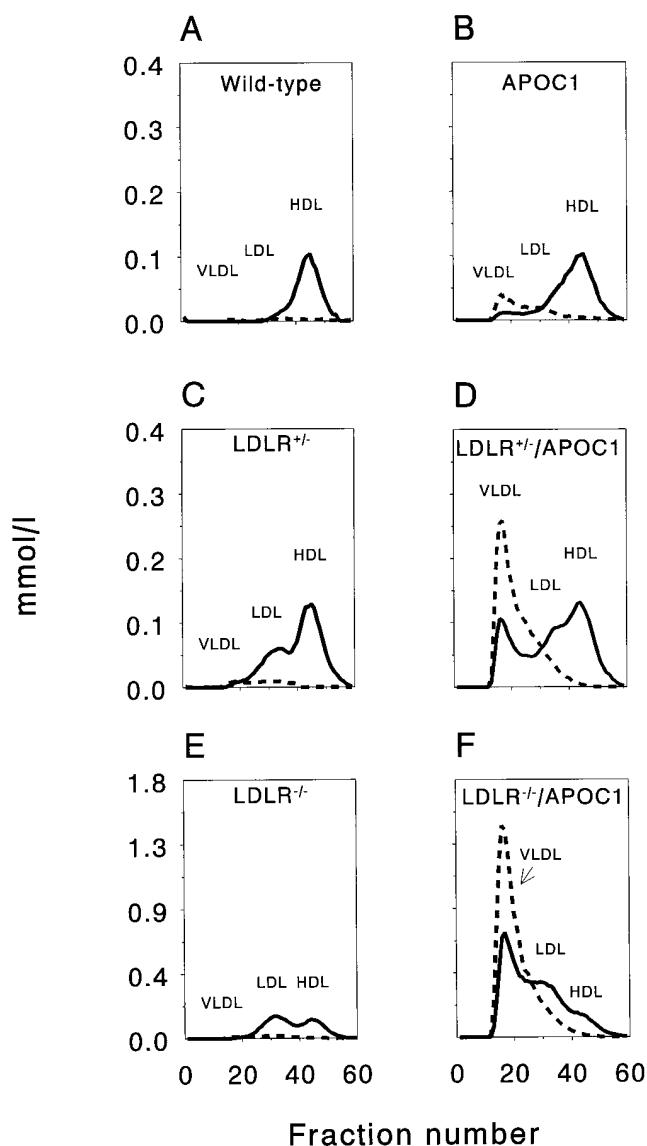 A
B
0.4
0.3
0.2
0.1
0.0
Wild-type
VLDL
LDL
HDL
APOC1
VLDL
LDL
HDL
C
D
0.4
0.3
0.2
0.1
0.0
LDLR+/-
VLDL
LDL
HDL
LDLR+/-/APOC1
VLDL
LDL
HDL
mmol/l
E
F
1.8
1.3
0.9
0.4
0.0
LDLR-/-
VLDL
LDL
HDL
LDLR-/-/APOC1
VLDL
LDL
HDL
0 20 40 60
0 20 40 60
Fraction number